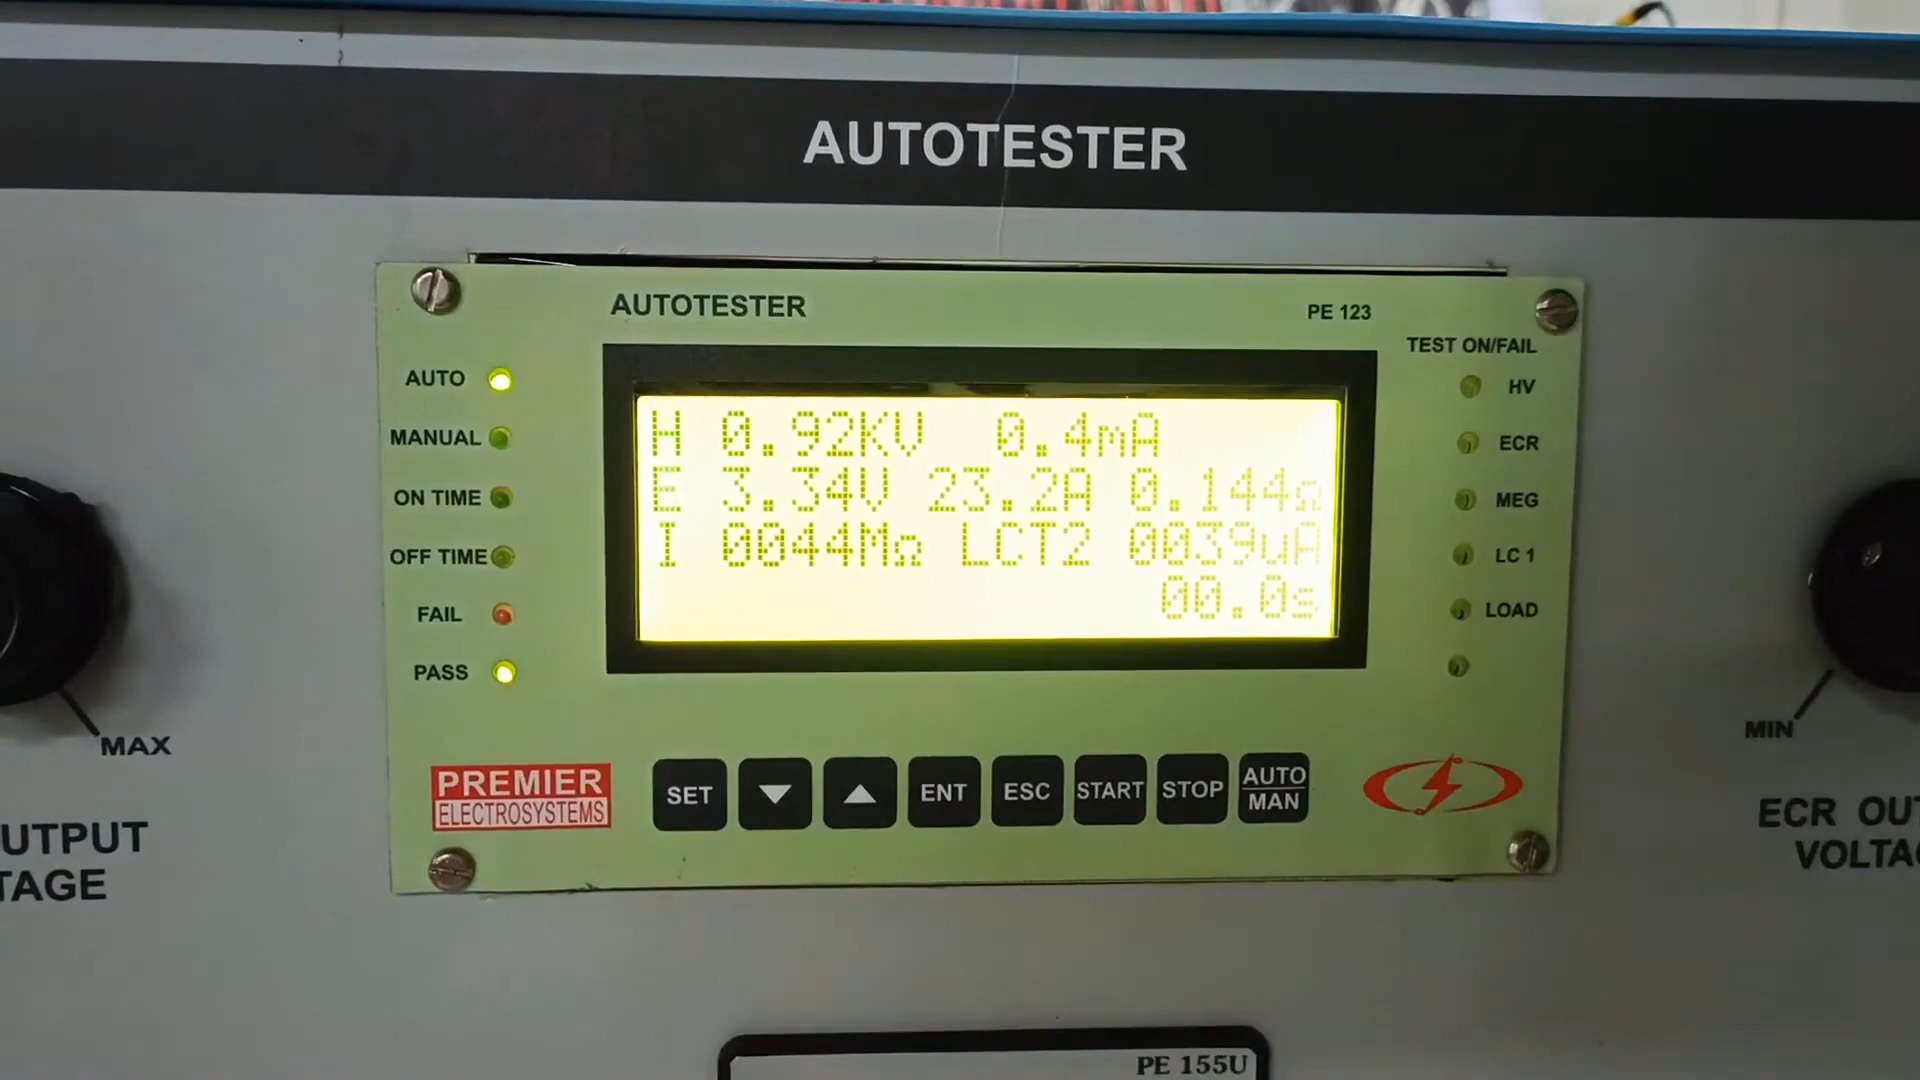 AUTOTESTER
AUTOTESTER
PE 123
TEST ON/FAIL
AUTO
MANUAL
ON TIME
OFF TIME
FAIL
PASS
H 0.92KV 0.4mA
E 3.34V 23.2A 0.144Ω
I 0044MΩ LCT2 0039uA
00.0s
HV
ECR
MEG
LC 1
LOAD
MAX
MIN
PREMIER
ELECTROSYSTEMS
SET
ENT
ESC
START
STOP
AUTO
MAN
UTPUT
TAGE
ECR OUT
VOLTA
PE 155U